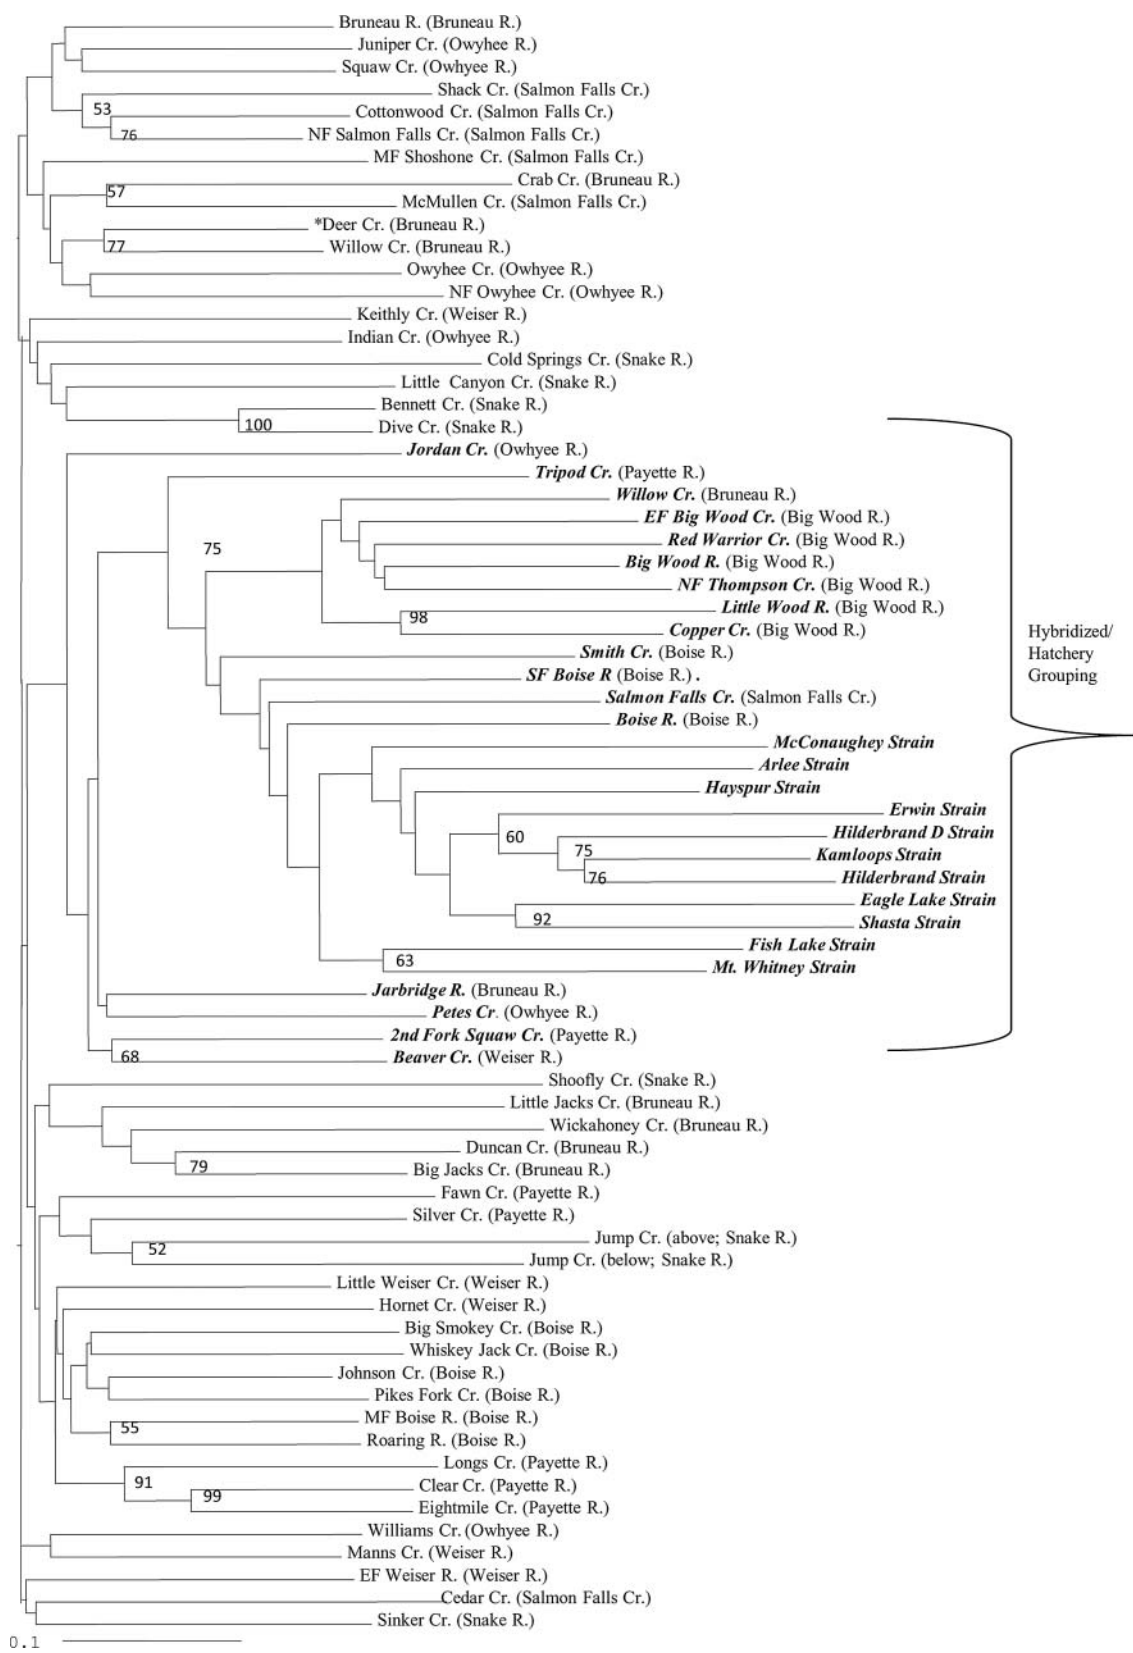 Bruneau R. (Bruneau R.)
Juniper Cr. (Owyhee R.)
Squaw Cr. (Owhyee R.)
Shack Cr. (Salmon Falls Cr.)
53
Cottonwood Cr. (Salmon Falls Cr.)
76
NF Salmon Falls Cr. (Salmon Falls Cr.)
MF Shoshone Cr. (Salmon Falls Cr.)
Crab Cr. (Bruneau R.)
57
McMullen Cr. (Salmon Falls Cr.)
*Deer Cr. (Bruneau R.)
77
Willow Cr. (Bruneau R.)
Owyhee Cr. (Owhyee R.)
NF Owyhee Cr. (Owhyee R.)
Keithly Cr. (Weiser R.)
Indian Cr. (Owhyee R.)
Cold Springs Cr. (Snake R.)
Little Canyon Cr. (Snake R.)
Bennett Cr. (Snake R.)
100
Dive Cr. (Snake R.)
Jordan Cr. (Owhyee R.)
Tripod Cr. (Payette R.)
Willow Cr. (Bruneau R.)
EF Big Wood Cr. (Big Wood R.)
Red Warrior Cr. (Big Wood R.)
75
Big Wood R. (Big Wood R.)
NF Thompson Cr. (Big Wood R.)
Little Wood R. (Big Wood R.)
98
Copper Cr. (Big Wood R.)
Hybridized/
Hatchery
Grouping
Smith Cr. (Boise R.)
SF Boise R (Boise R.) .
Salmon Falls Cr. (Salmon Falls Cr.)
Boise R. (Boise R.)
McConaughey Strain
Arlee Strain
Hayspur Strain
Erwin Strain
60
Hilderbrand D Strain
75
Kamloops Strain
76
Hilderbrand Strain
Eagle Lake Strain
92
Shasta Strain
Fish Lake Strain
63
Mt. Whitney Strain
Jarbridge R. (Bruneau R.)
Petes Cr. (Owyhee R.)
2nd Fork Squaw Cr. (Payette R.)
68
Beaver Cr. (Weiser R.)
Shoofly Cr. (Snake R.)
Little Jacks Cr. (Bruneau R.)
Wickahoney Cr. (Bruneau R.)
Duncan Cr. (Bruneau R.)
79
Big Jacks Cr. (Bruneau R.)
Fawn Cr. (Payette R.)
Silver Cr. (Payette R.)
Jump Cr. (above; Snake R.)
52
Jump Cr. (below; Snake R.)
Little Weiser Cr. (Weiser R.)
Hornet Cr. (Weiser R.)
Big Smokey Cr. (Boise R.)
Whiskey Jack Cr. (Boise R.)
Johnson Cr. (Boise R.)
Pikes Fork Cr. (Boise R.)
MF Boise R. (Boise R.)
55
Roaring R. (Boise R.)
Longs Cr. (Payette R.)
91
Clear Cr. (Payette R.)
99
Eightmile Cr. (Payette R.)
Williams Cr. (Owhyee R.)
Manns Cr. (Weiser R.)
EF Weiser R. (Weiser R.)
Cedar Cr. (Salmon Falls Cr.)
Sinker Cr. (Snake R.)
0.1